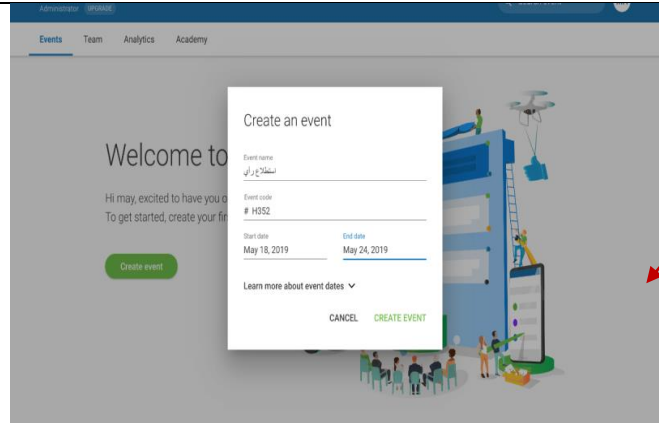 Administrator UPGRADE
Events Team Analytics Academy
Create an event
Welcome to
Event name
استطلاع رأي
Hi may, excited to have you o
Event code
# H352
To get started, create your fir
Start date End date
May 18, 2019 May 24, 2019
Create event
Learn more about event dates
CANCEL CREATE EVENT